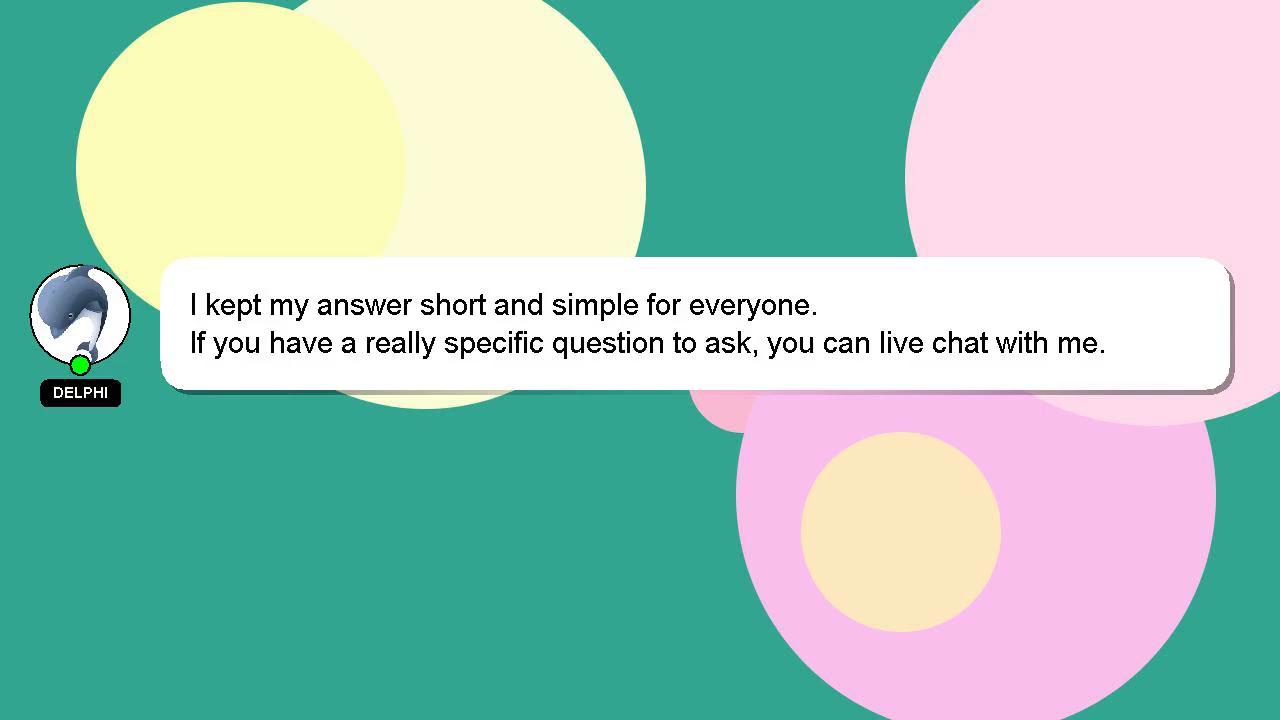 I kept my answer short and simple for everyone.
If you have a really specific question to ask, you can live chat with me.
DELPHI